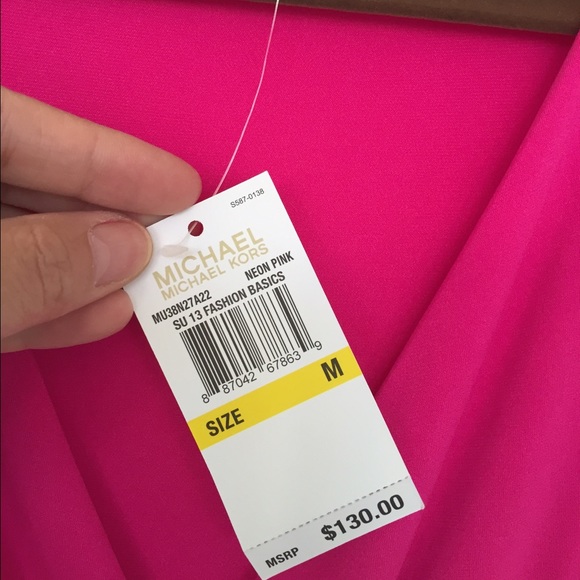 S587-0138
MICHAEL
MICHAEL KORS
MU38N27A22 NEON PINK
SU 13 FASHION BASICS
8 87042 67863 9
SIZE M
MSRP $130.00